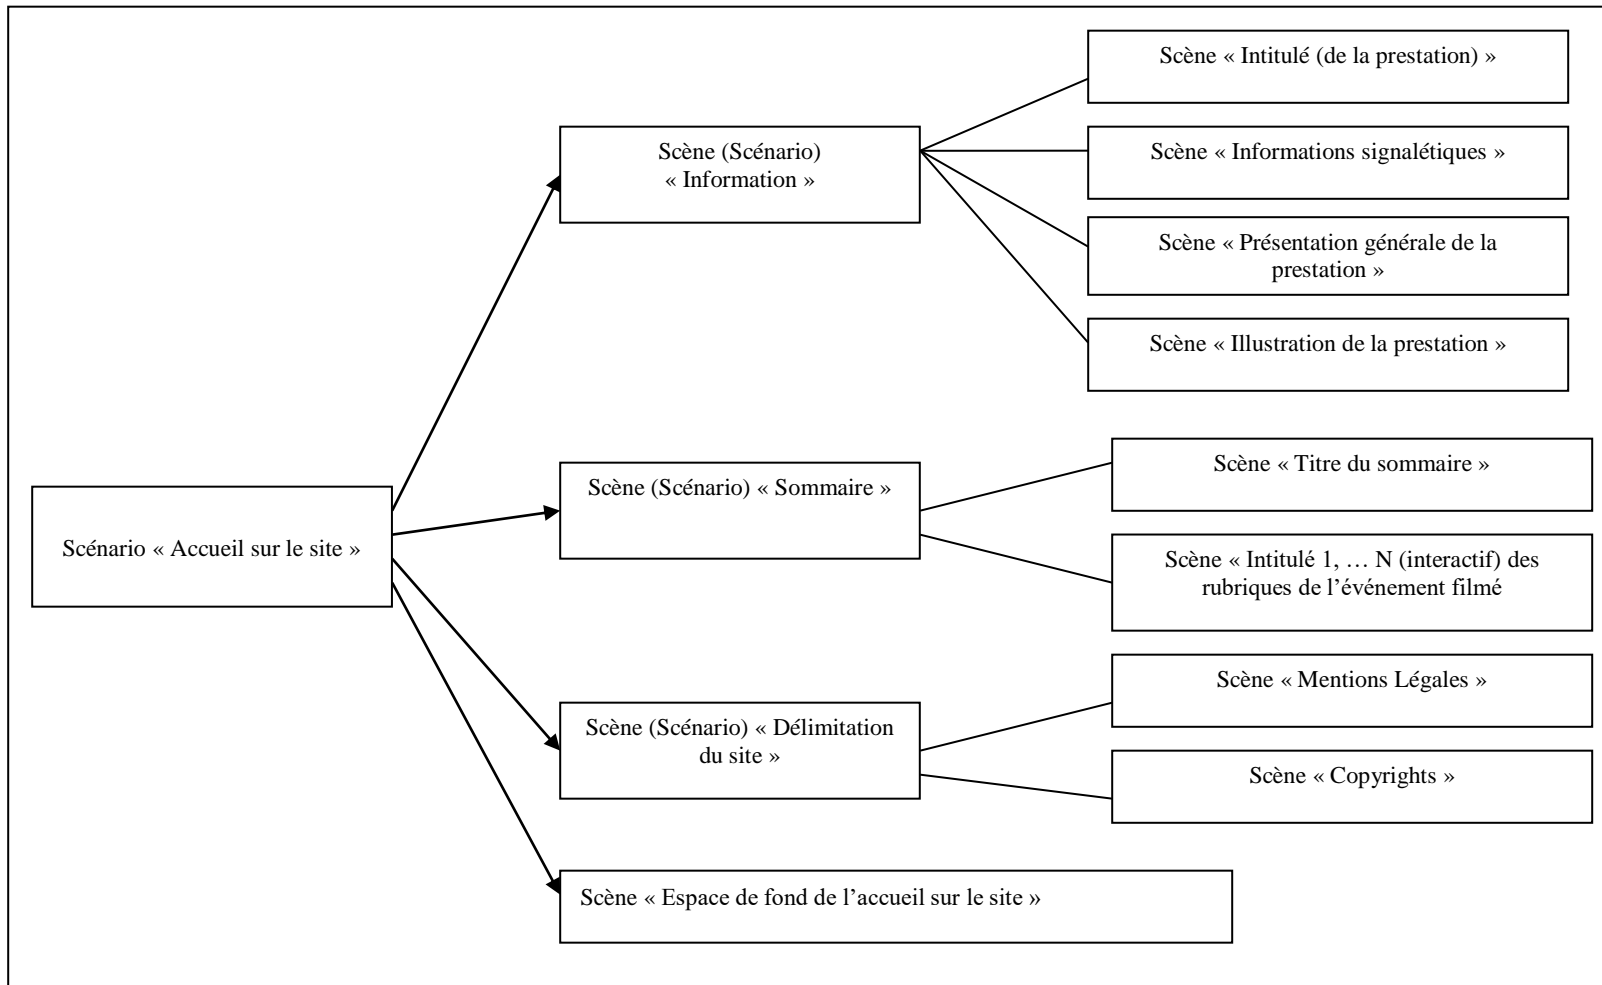 Scène « Intitulé (de la prestation) »
Scène (Scénario)
« Information »
Scène « Informations signalétiques »
Scène « Présentation générale de la
prestation »
Scène « Illustration de la prestation »
Scénario « Accueil sur le site »
Scène (Scénario) « Sommaire »
Scène « Titre du sommaire »
Scène « Intitulé 1, … N (interactif) des
rubriques de l’événement filmé
Scène (Scénario) « Délimitation
du site »
Scène « Mentions Légales »
Scène « Copyrights »
Scène « Espace de fond de l’accueil sur le site »